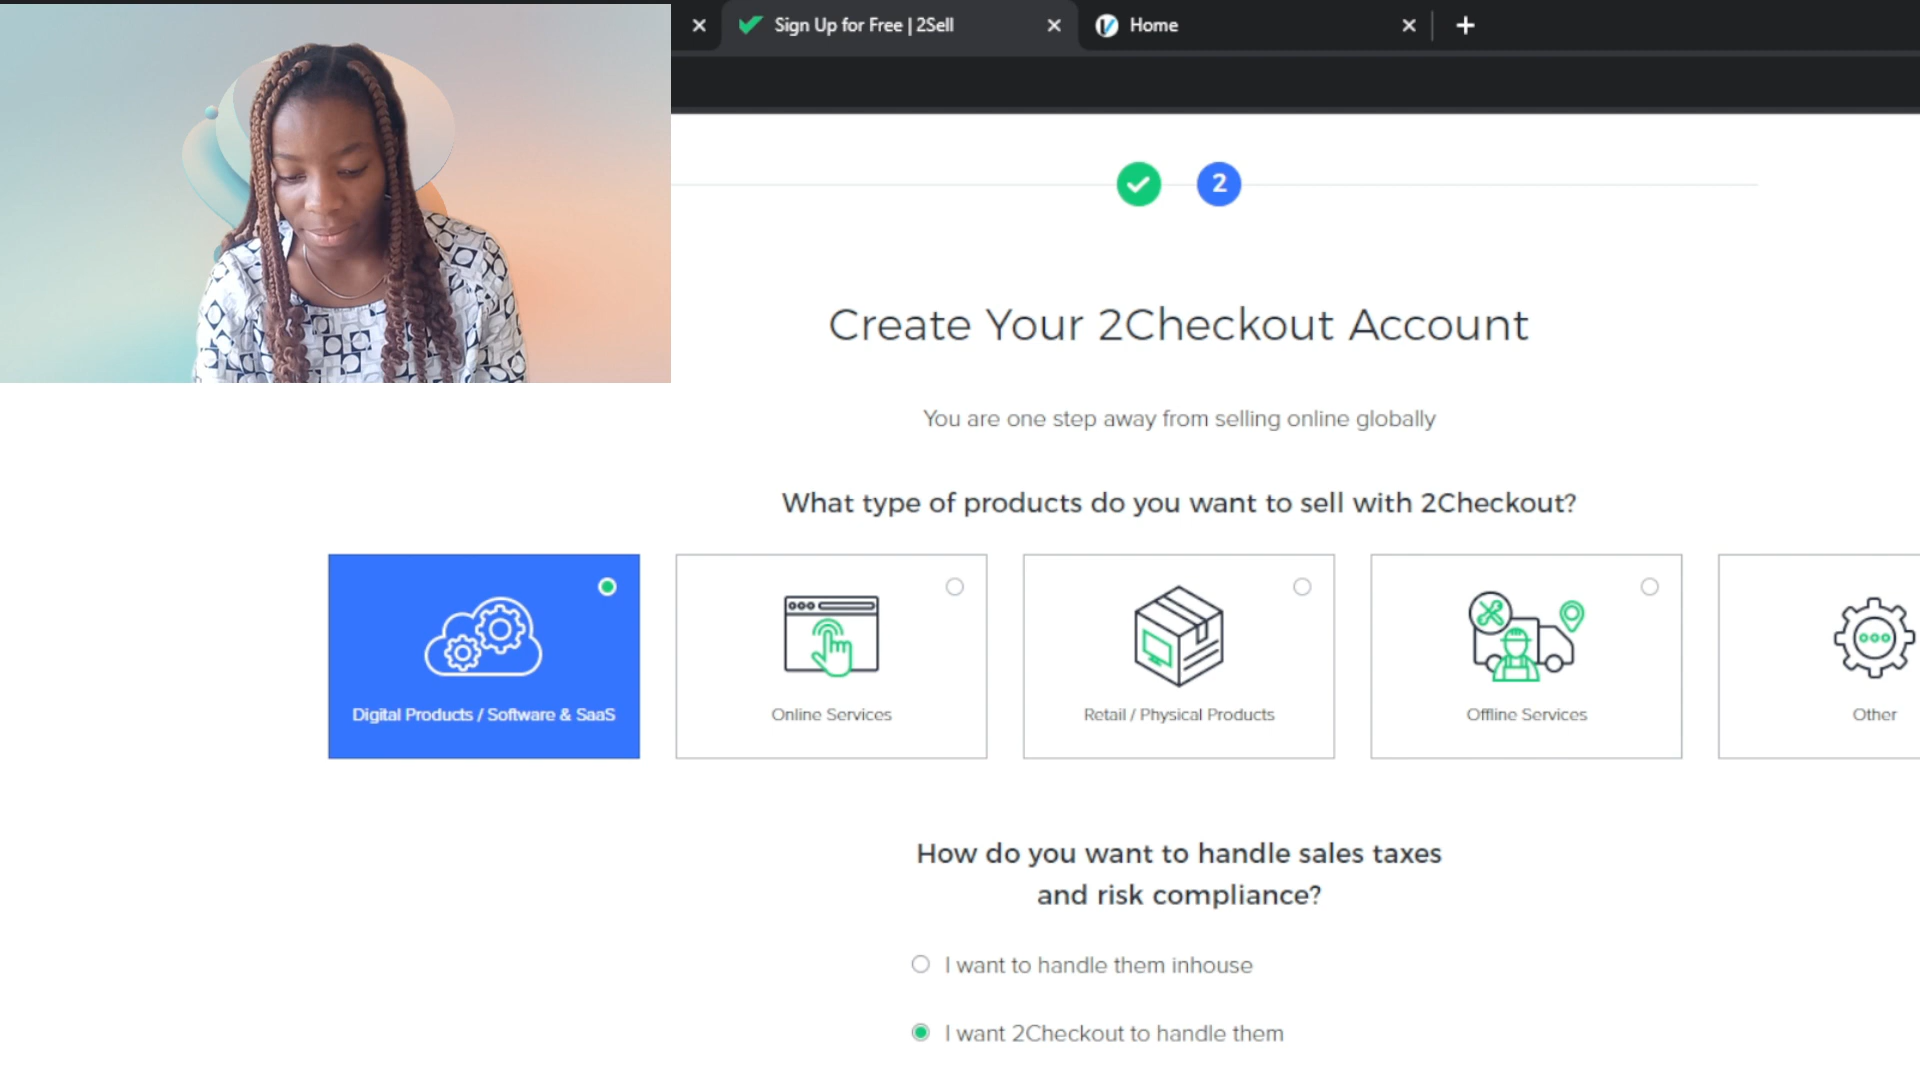 Sign Up for Free | 2Sell
Home
2
Create Your 2Checkout Account
You are one step away from selling online globally
What type of products do you want to sell with 2Checkout?
Digital Products / Software & SaaS
Online Services
Retail / Physical Products
Offline Services
Other
How do you want to handle sales taxes
and risk compliance?
I want to handle them inhouse
I want 2Checkout to handle them